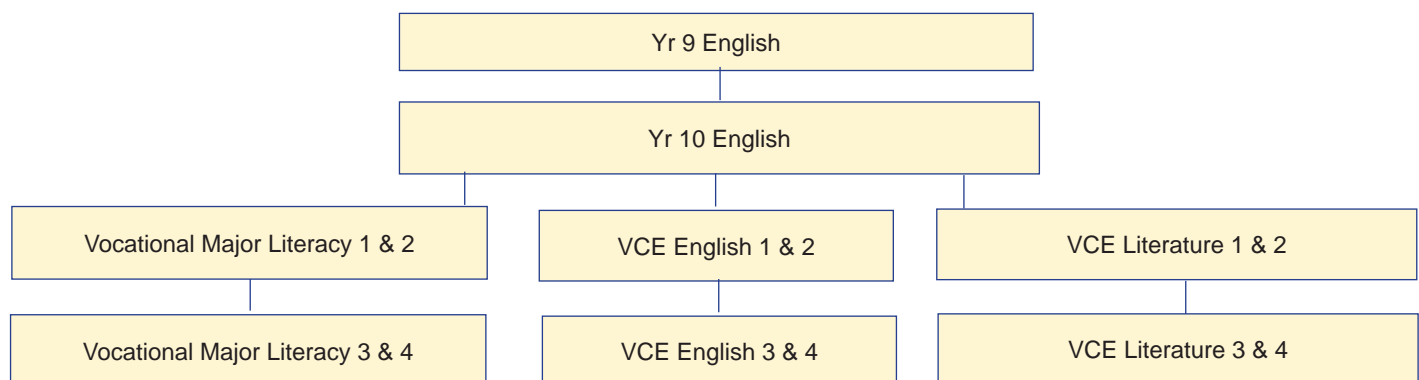 Yr 9 English
Yr 10 English
Vocational Major Literacy 1 & 2
VCE English 1 & 2
VCE Literature 1 & 2
Vocational Major Literacy 3 & 4
VCE English 3 & 4
VCE Literature 3 & 4